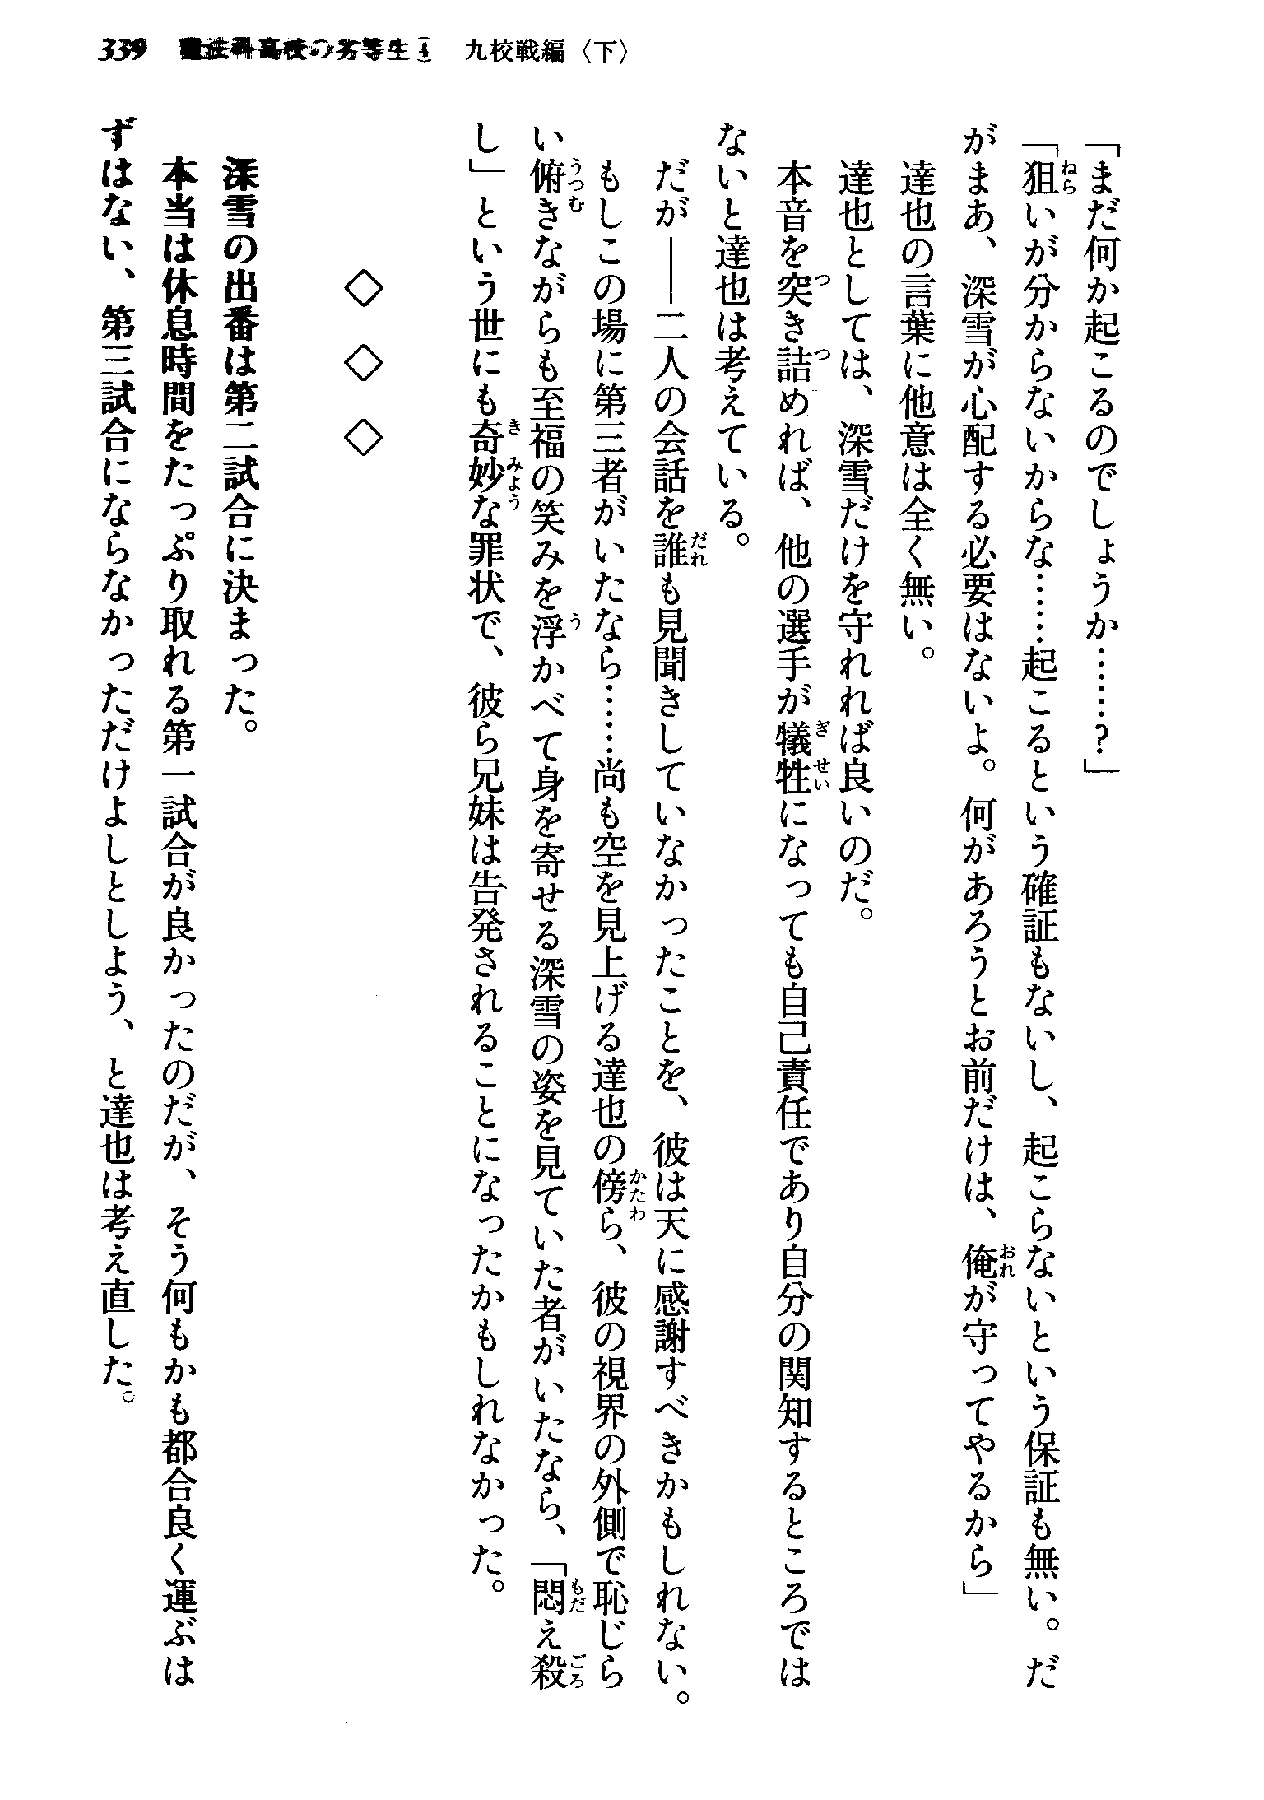 339　魔法科高校の劣等生4　九校戦編〈下〉
「まだ何か起こるのでしょうか……？」
「狙いが分からないからな……起こるという確証もないし、起こらないという保証も無い。だ
がまあ、深雪が心配する必要はないよ。何があろうとお前だけは、俺が守ってやるから」
達也の言葉に他意は全く無い。
達也としては、深雪だけを守れれば良いのだ。
本音を突き詰めれば、他の選手が犠牲になっても自己責任であり自分の関知するところでは
ないと達也は考えている。
だが――二人の会話を誰も見聞きしていなかったことを、彼は天に感謝すべきかもしれない。
もしこの場に第三者がいたなら……尚も空を見上げる達也の傍ら、彼の視界の外側で恥じら
い俯きながらも至福の笑みを浮かべて身を寄せる深雪の姿を見ていた者がいたなら、「悶え殺
し」という世にも奇妙な罪状で、彼ら兄妹は告発されることになったかもしれなかった。
◇　◇　◇
深雪の出番は第二試合に決まった。
本当は休息時間をたっぷり取れる第一試合が良かったのだが、そう何もかも都合良く運ぶは
ずはない、第三試合にならなかっただけよしとしよう、と達也は考え直した。